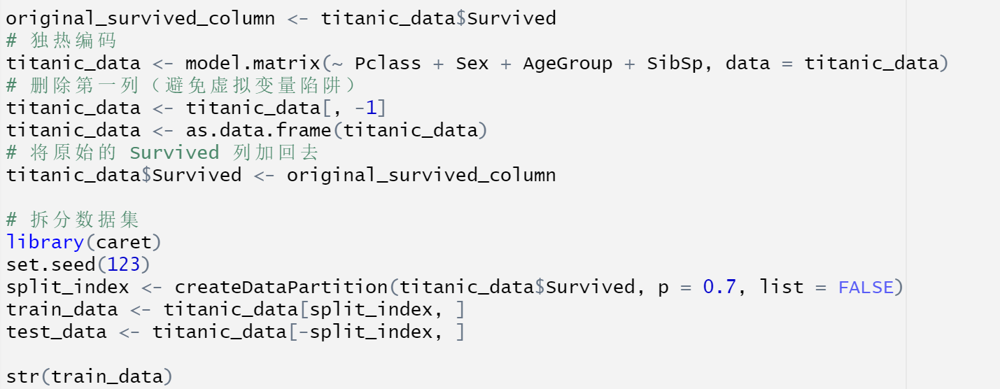 original_survived_column <- titanic_data$Survived
# 独热编码
titanic_data <- model.matrix(~ Pclass + Sex + AgeGroup + SibSp, data = titanic_data)
# 删除第一列（避免虚拟变量陷阱）
titanic_data <- titanic_data[, -1]
titanic_data <- as.data.frame(titanic_data)
# 将原始的 Survived 列加回去
titanic_data$Survived <- original_survived_column
# 拆分数据集
library(caret)
set.seed(123)
split_index <- createDataPartition(titanic_data$Survived, p = 0.7, list = FALSE)
train_data <- titanic_data[split_index, ]
test_data <- titanic_data[-split_index, ]
str(train_data)